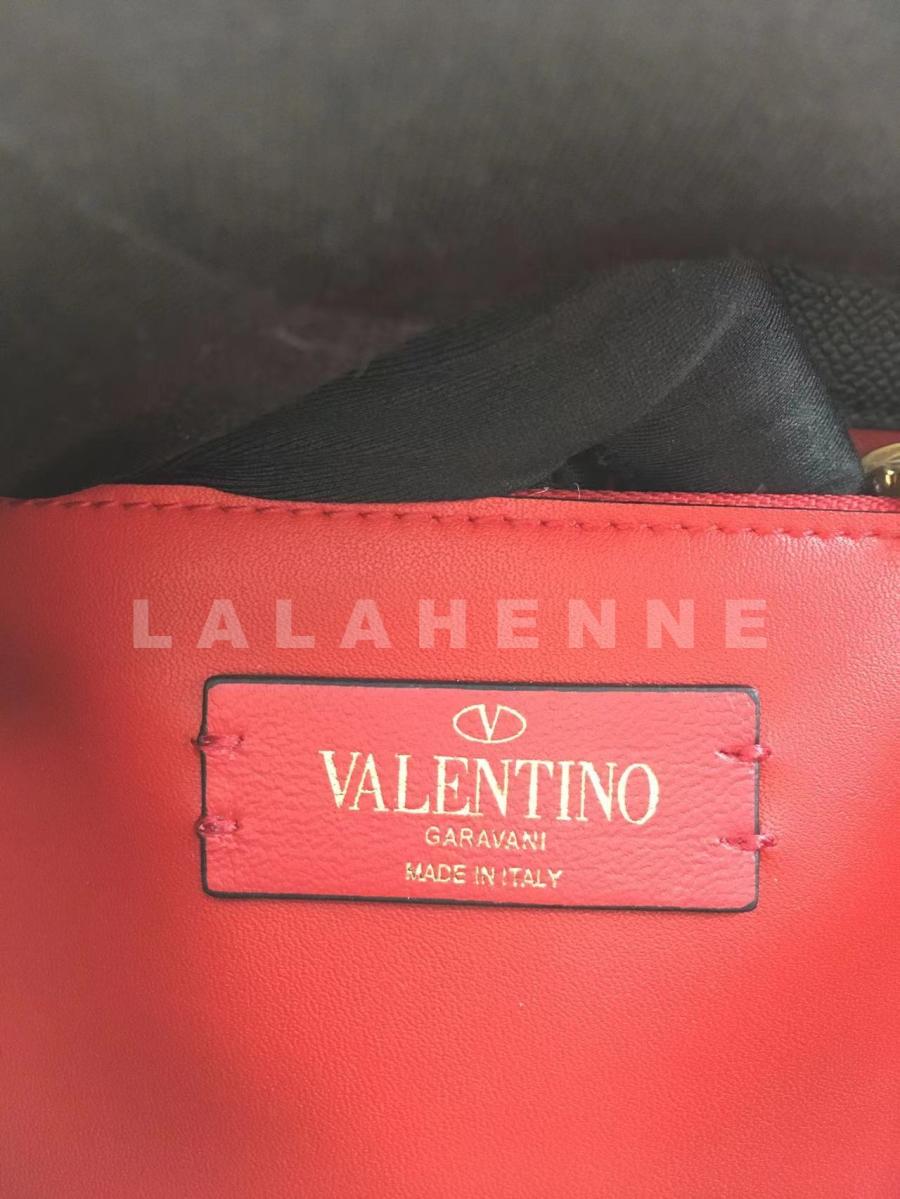 LALAHENNE
V
VALENTINO
GARAVANI
MADE IN ITALY